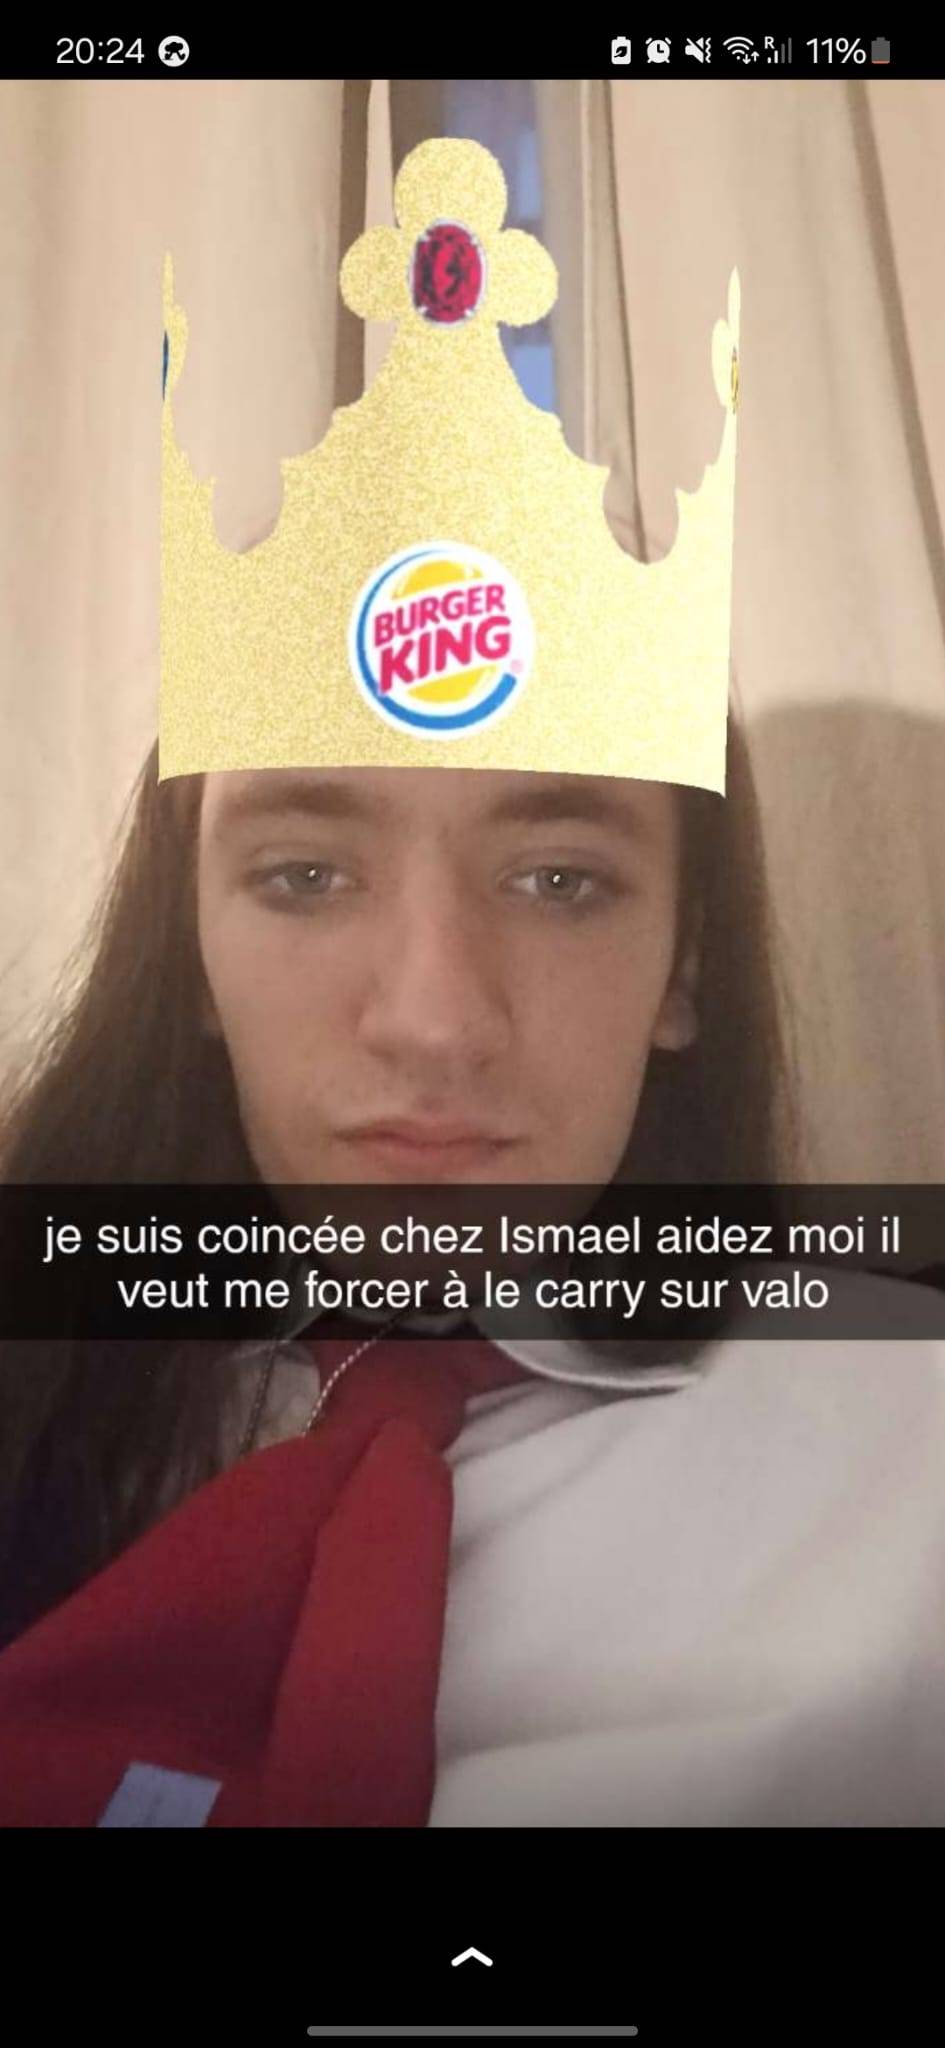 20:24
R
11%
BURGER
KING
®
je suis coincée chez Ismael aidez moi il
veut me forcer à le carry sur valo